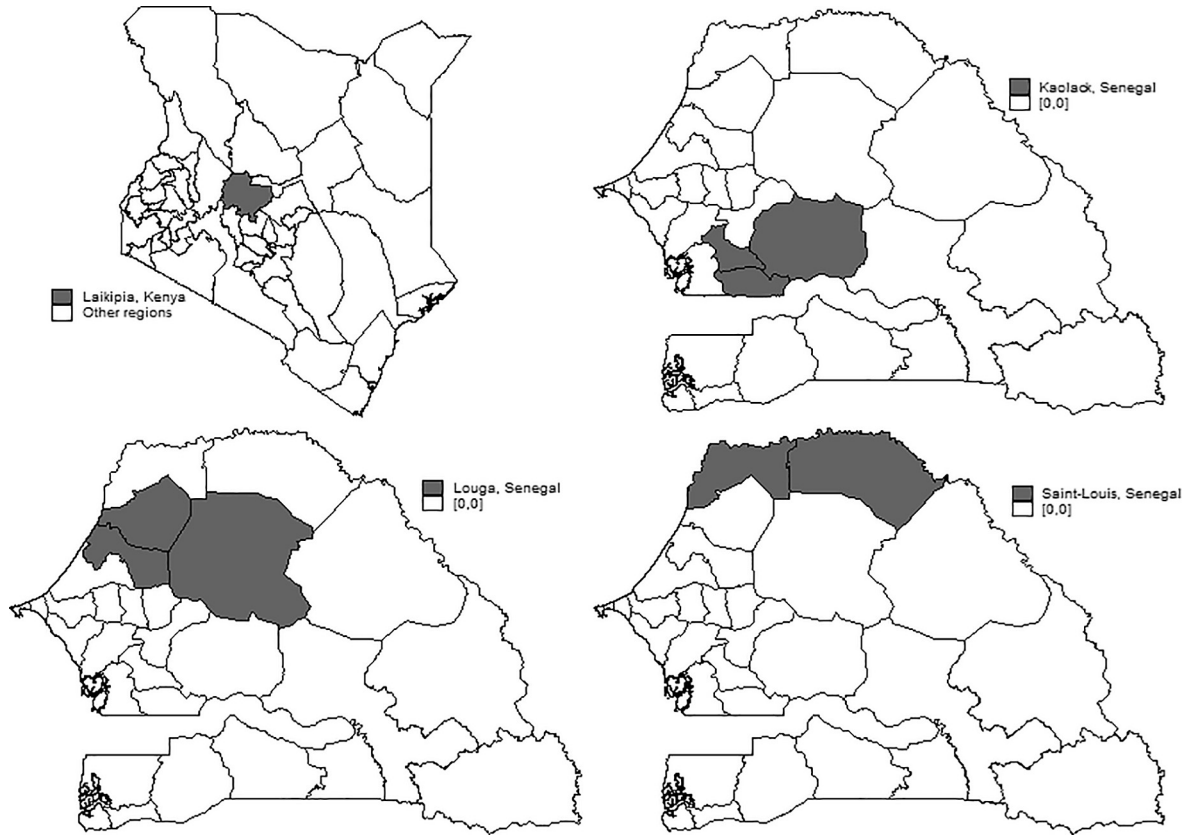 Laikipia, Kenya
Other regions
Kaolack, Senegal
[0,0]
Louga, Senegal
[0,0]
Saint-Louis, Senegal
[0,0]